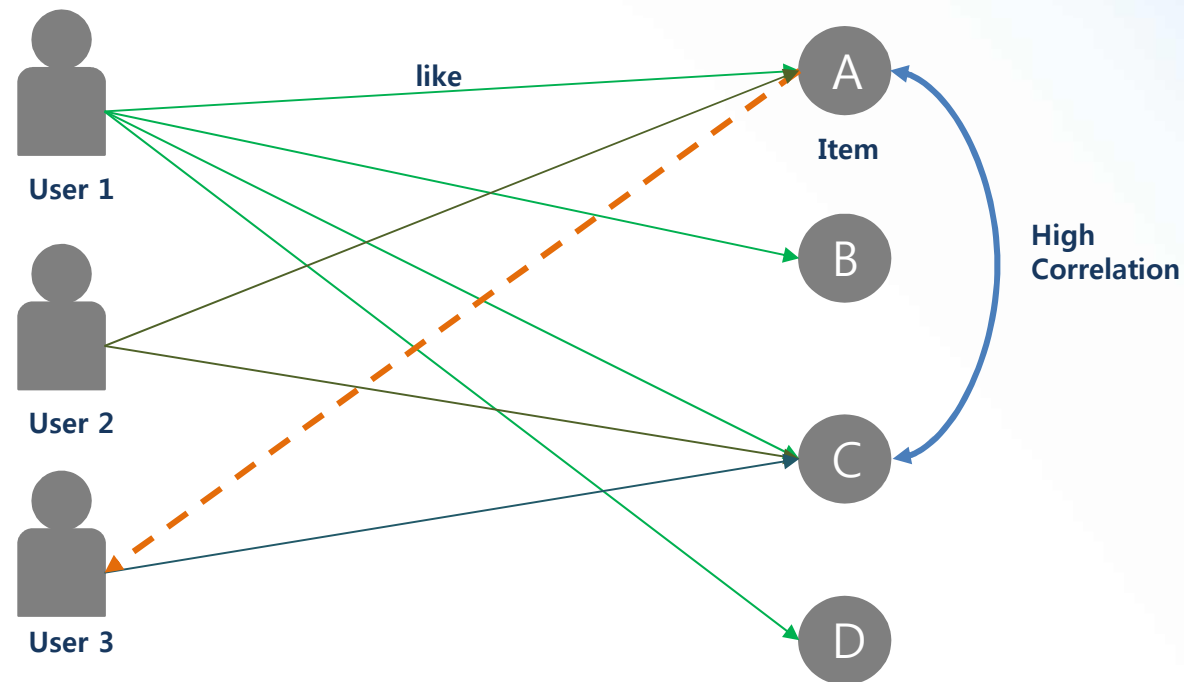 like
A
User 1
Item
B
High
Correlation
User 2
C
User 3
D